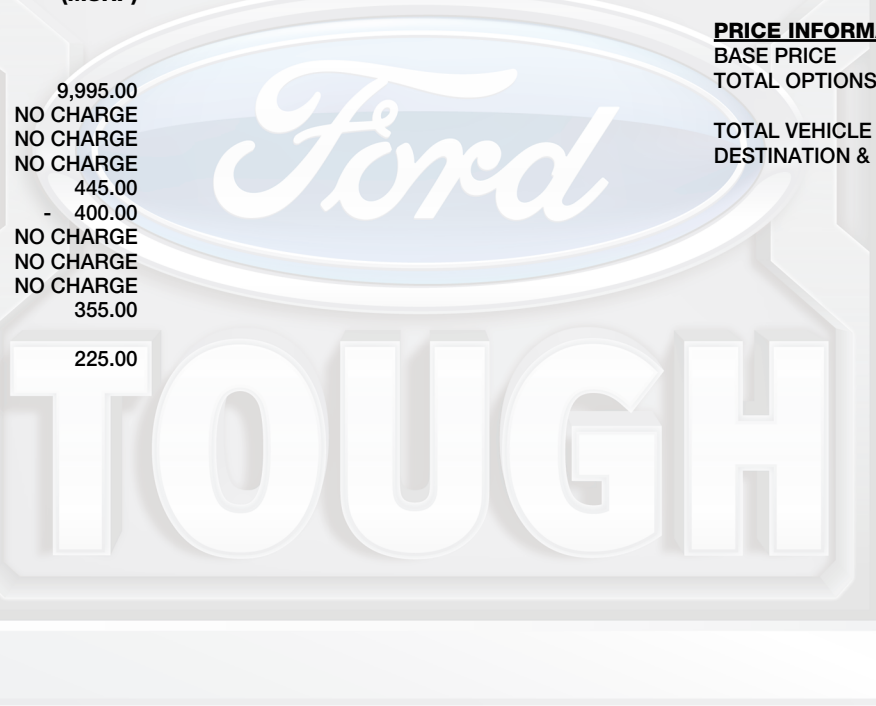 9,995.00
NO CHARGE
NO CHARGE
NO CHARGE
445.00
- 400.00
NO CHARGE
NO CHARGE
NO CHARGE
355.00
225.00
PRICE INFORM
BASE PRICE
TOTAL OPTIONS
TOTAL VEHICLE
DESTINATION &
Ford
TOUGH